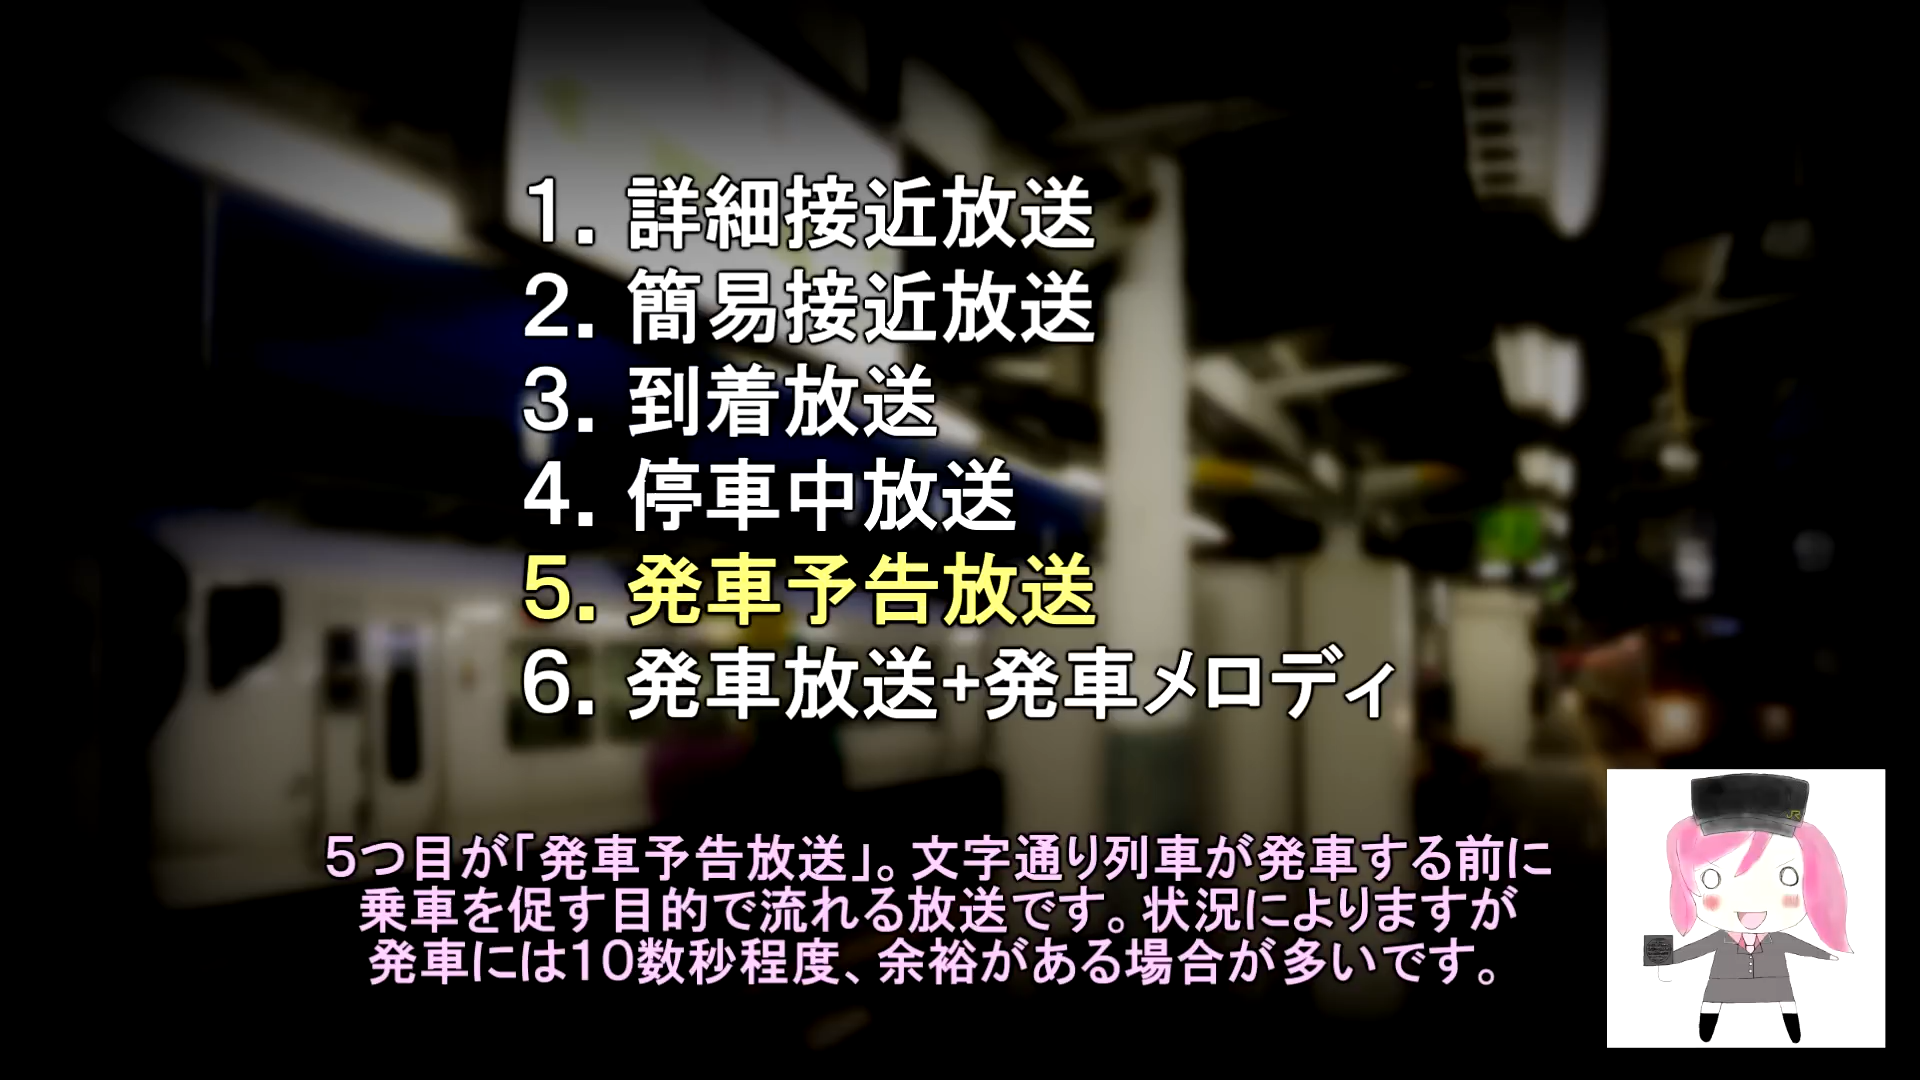 1. 詳細接近放送
2. 簡易接近放送
3. 到着放送
4. 停車中放送
5. 発車予告放送
6. 発車放送+発車メロディ
5つ目が「発車予告放送」。文字通り列車が発車する前に
乗車を促す目的で流れる放送です。状況によりますが
発車には10数秒程度、余裕がある場合が多いです。
JR